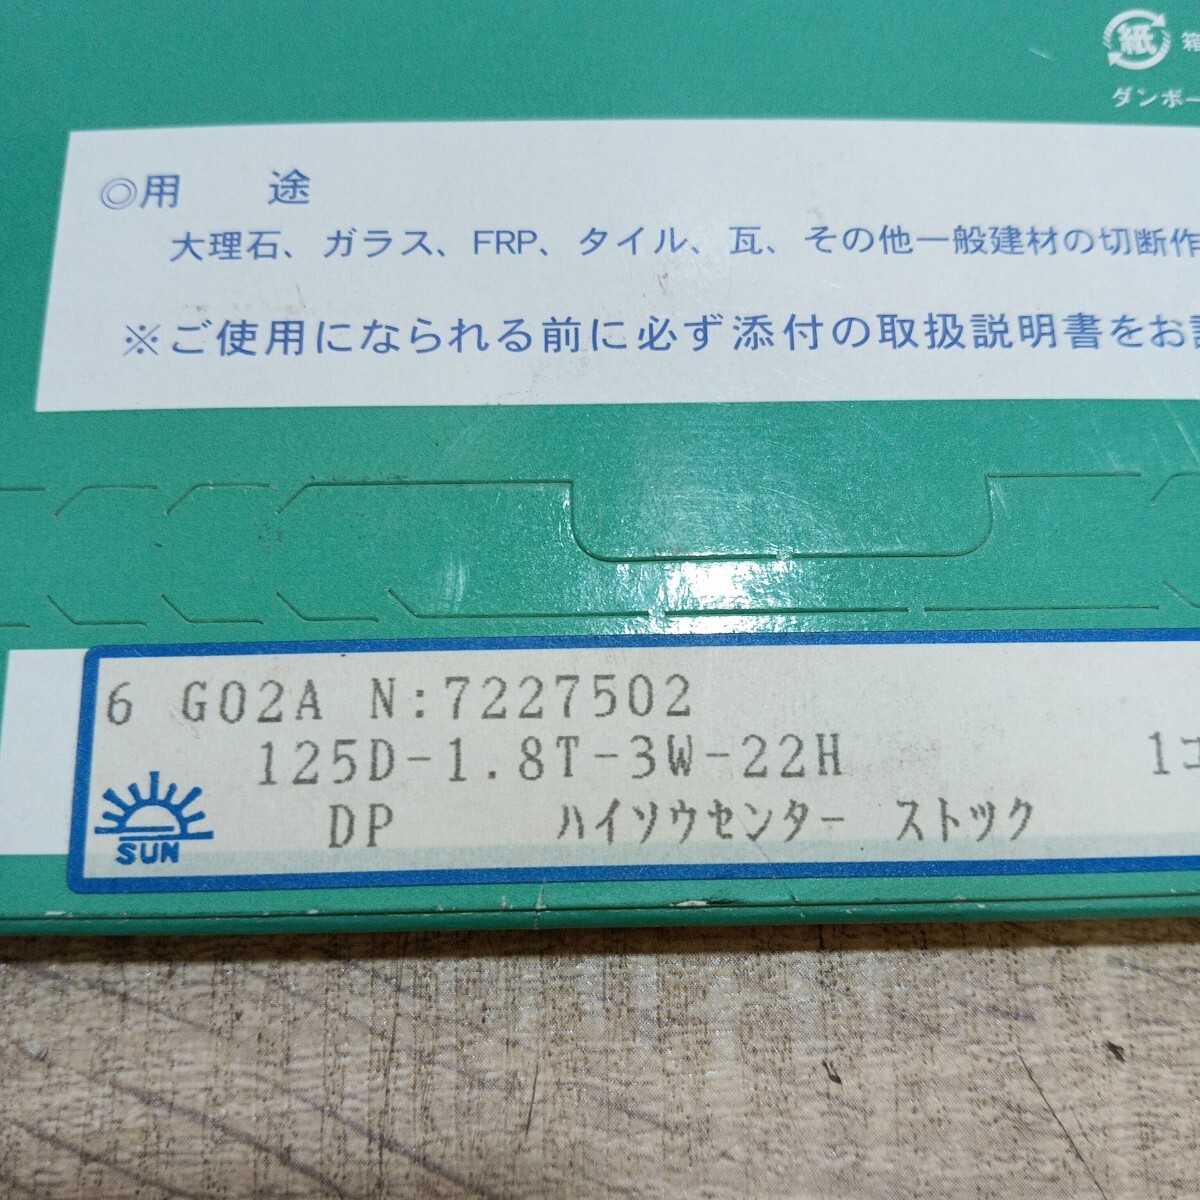 紙 箱
ダンボー
◎用　途
大理石、ガラス、FRP、タイル、瓦、その他一般建材の切断作
※ご使用になられる前に必ず添付の取扱説明書をお
6 G02A N:7227502
125D-1.8T-3W-22H 1コ
DP ハイソウセンター ストック
SUN